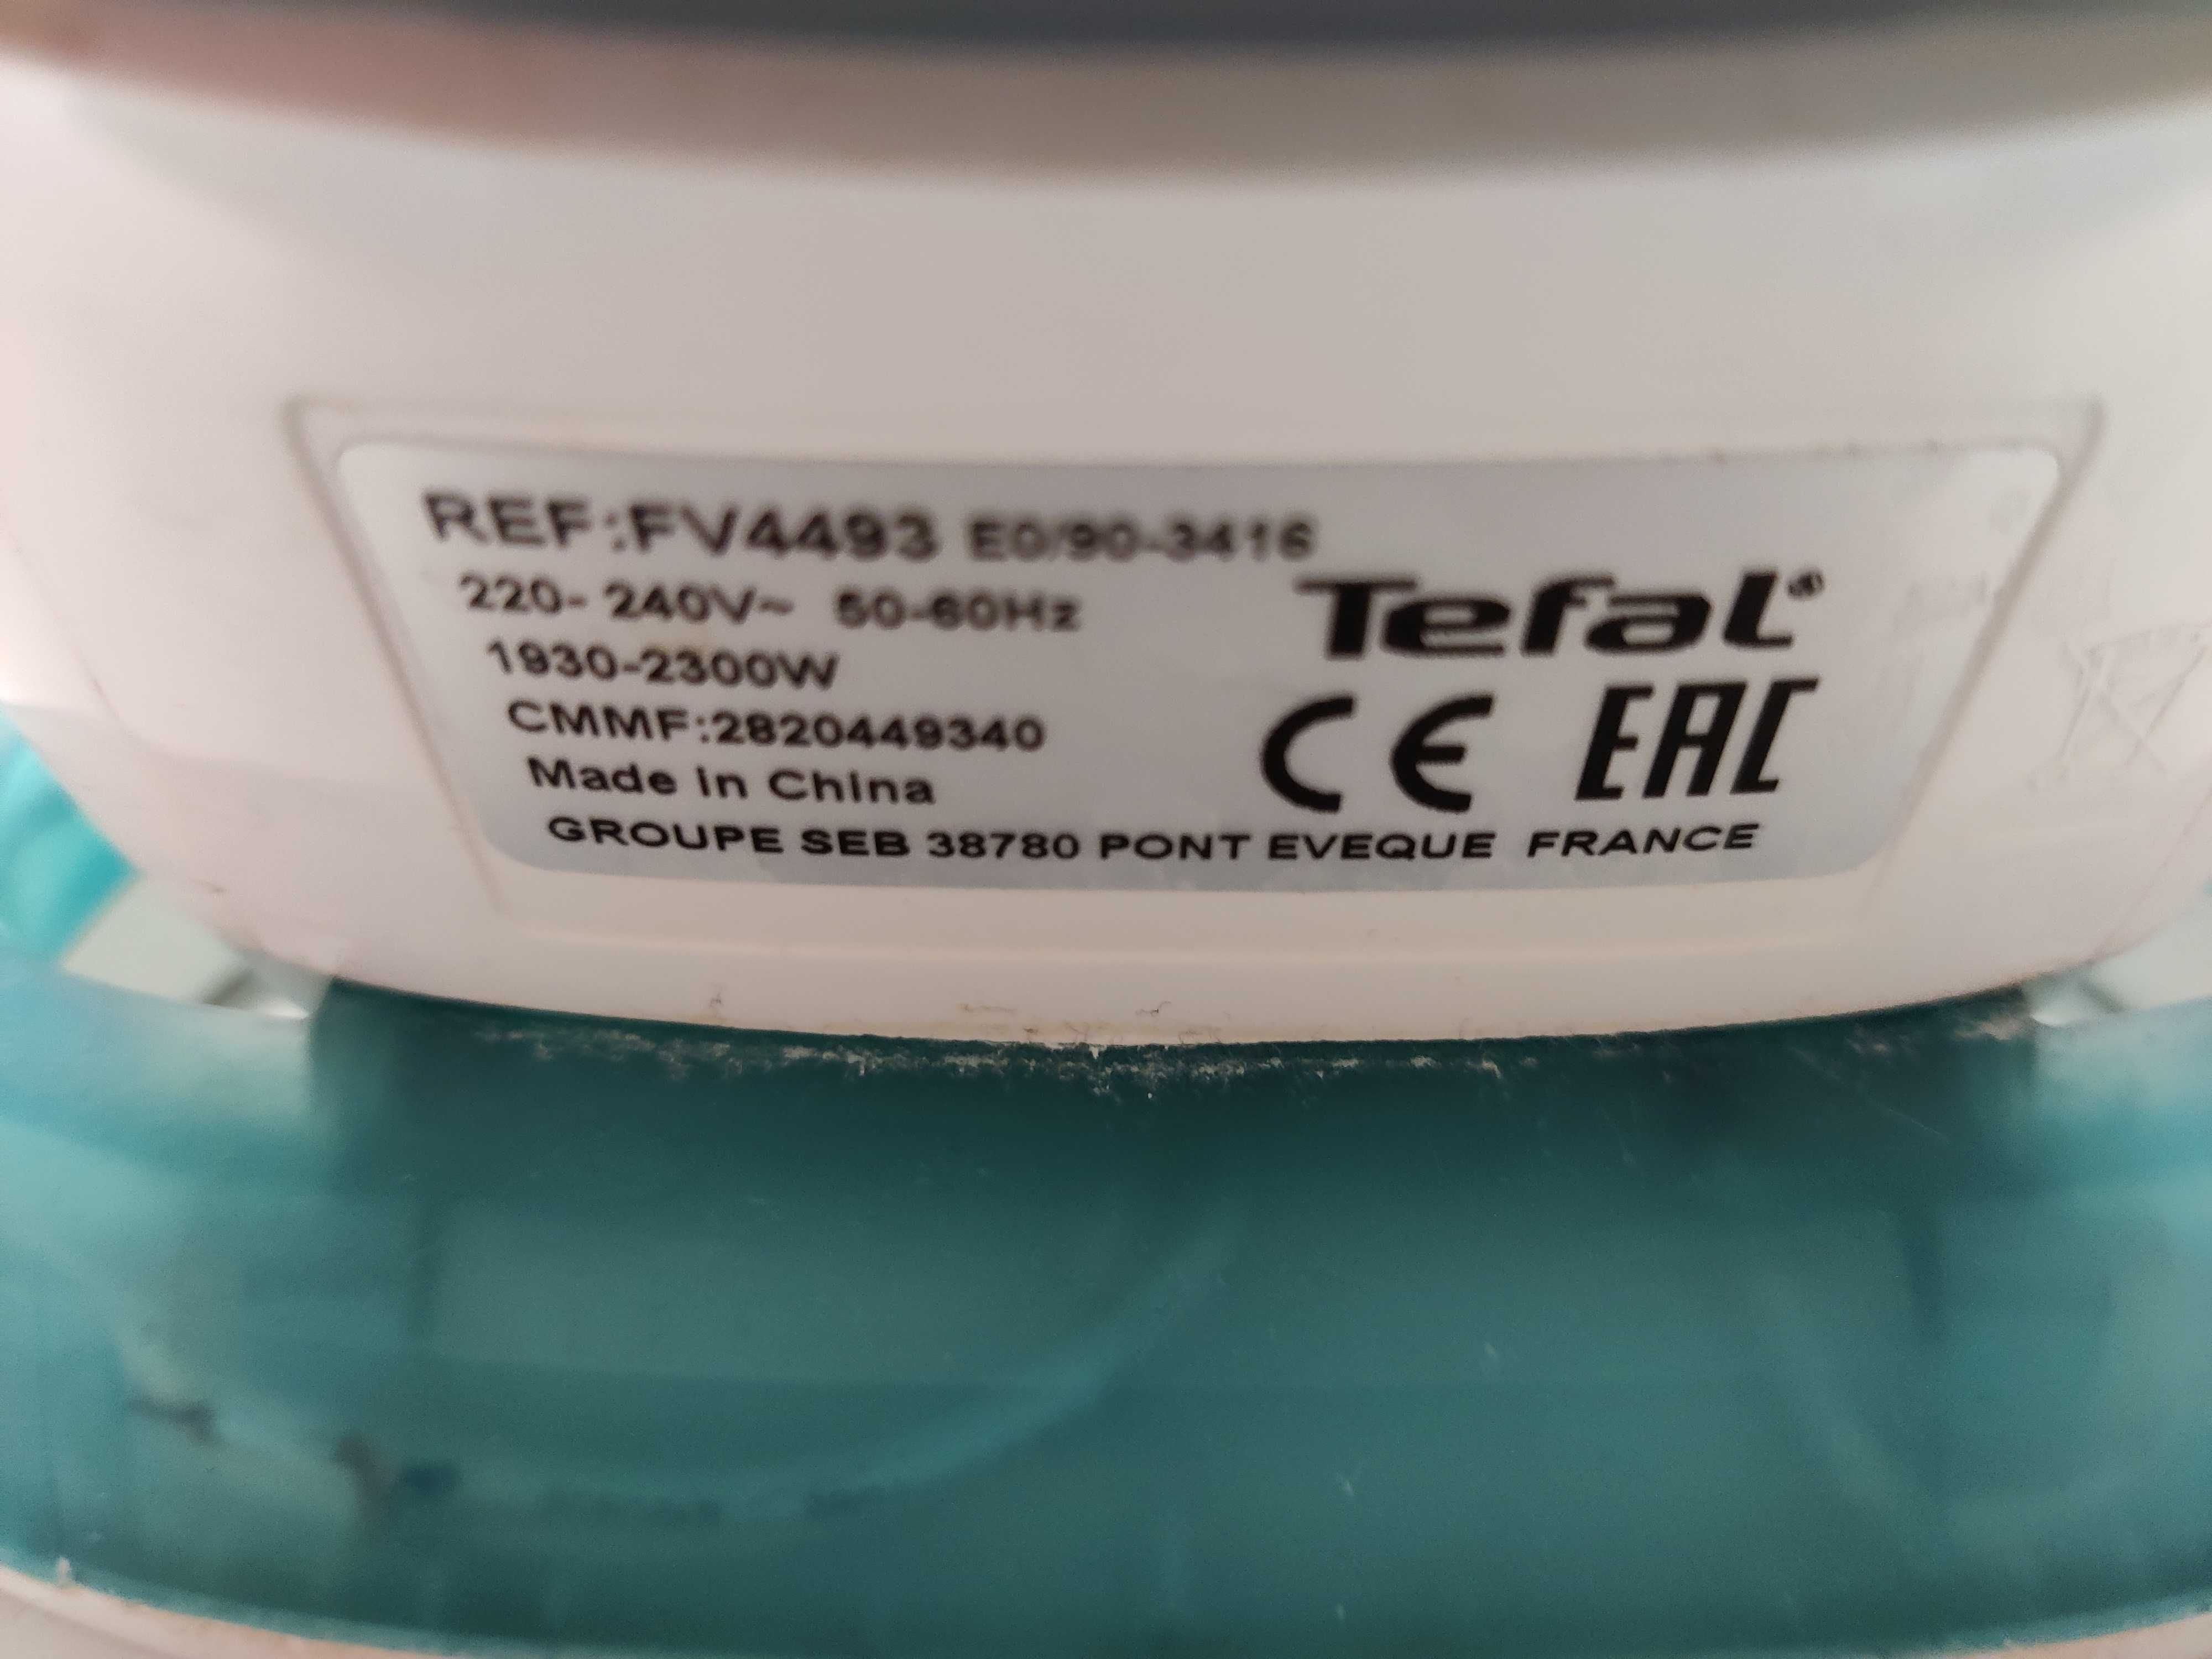 REF:FV4493 E0/90-3416
220-240V~ 50-60Hz
1930-2300W
CMMF:2820449340
Made in China
Tefal®
CE EAC
GROUPE SEB 38780 PONT EVEQUE FRANCE